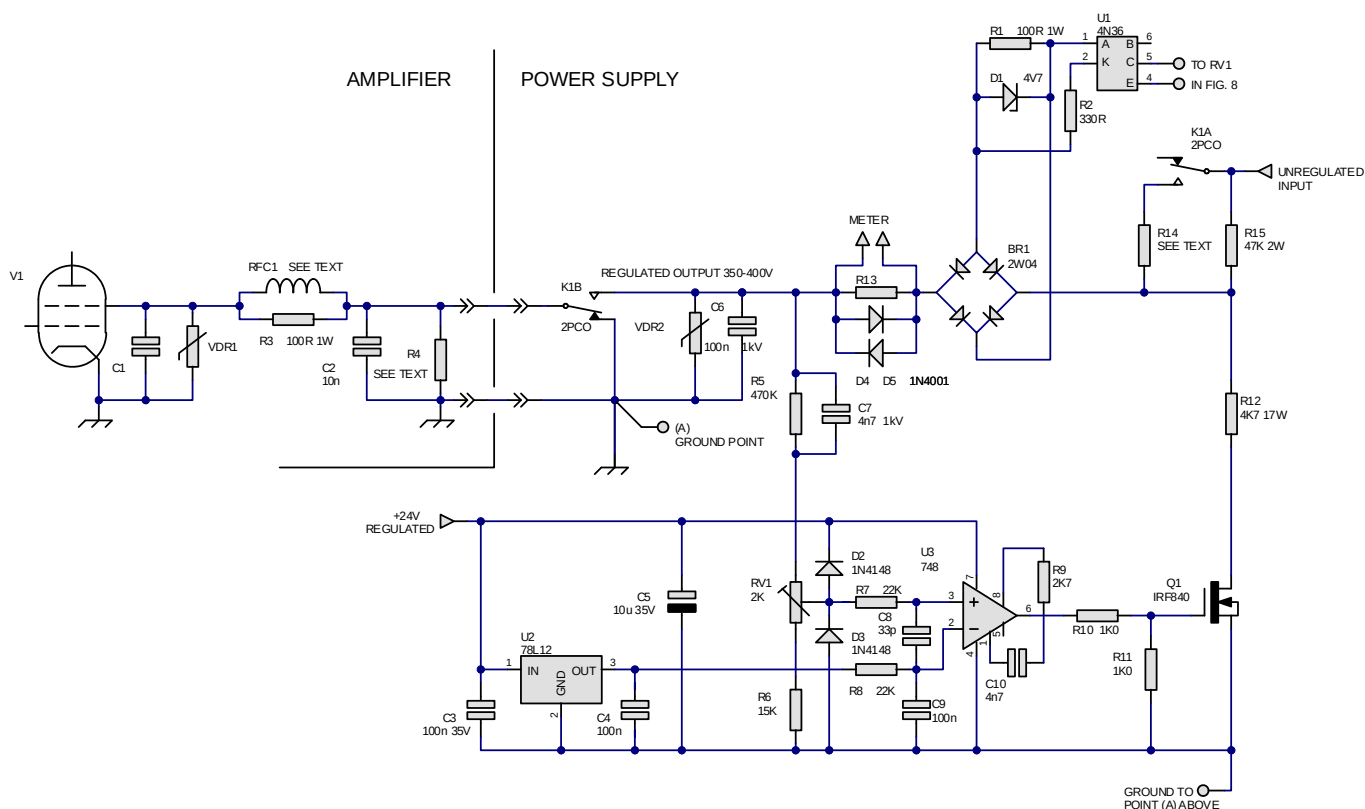 AMPLIFIER
POWER SUPPLY
R1 100R 1W
U1
4N36
1 A B 6
2 K C 5
E 4
TO RV1
IN FIG. 8
D1 4V7
R2
330R
K1A
2PCO
UNREGULATED
INPUT
V1
RFC1 SEE TEXT
R3 100R 1W
VDR1
C1
C2
10n
R4
SEE TEXT
REGULATED OUTPUT 350-400V
K1B
2PCO
VDR2
C6
100n 1kV
METER
R13
BR1
2W04
R14
SEE TEXT
R15
47K 2W
D4 D5 1N4001
R5
470K
C7
4n7 1kV
R12
4K7 17W
(A)
GROUND POINT
+24V
REGULATED
C5
10u 35V
RV1
2K
D2
1N4148
D3
1N4148
R7 22K
C8
33p
R8 22K
C9
100n
U3
748
3 +
2 -
7
8
6
4
1
5
R9
2K7
C10
4n7
R10 1K0
R11
1K0
Q1
IRF840
U2
78L12
1 IN OUT 3
GND
2
C3
100n 35V
C4
100n
R6
15K
GROUND TO
POINT (A) ABOVE